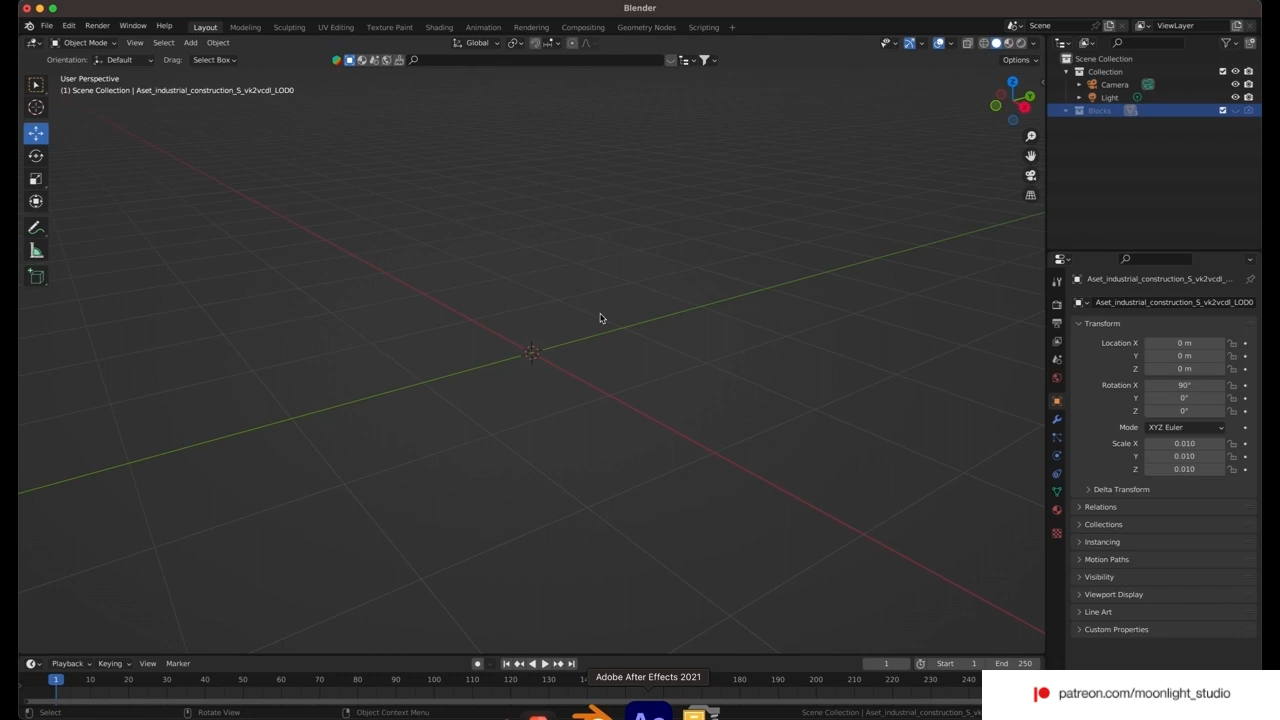 Blender
File Edit Render Window Help Layout Modeling Sculpting UV Editing Texture Paint Shading Animation Rendering Compositing Geometry Nodes Scripting + Scene ViewLayer
Object Mode View Select Add Object Global
Orientation: Default Drag: Select Box Options
User Perspective
(1) Scene Collection | Aset_industrial_construction_S_vk2vcdl_LOD0
Z
Y
X
Scene Collection
Collection
Camera
Light
Blocks
Aset_industrial_construction_S_vk2vcdl_...
Aset_industrial_construction_S_vk2vcdl_LOD0
Transform
Location X 0 m
Y 0 m
Z 0 m
Rotation X 90°
Y 0°
Z 0°
Mode XYZ Euler
Scale X 0.010
Y 0.010
Z 0.010
Delta Transform
Relations
Collections
Instancing
Motion Paths
Visibility
Viewport Display
Line Art
Custom Properties
Playback Keying View Marker 1 Start 1 End 250
Adobe After Effects 2021
1 10 20 30 40 50 60 70 80 90 100 110 120 130 180 190 200 210 220 230 240
Select Rotate View Object Context Menu Scene Collection | Aset_industrial_construction_S_vk
patreon.com/moonlight_studio